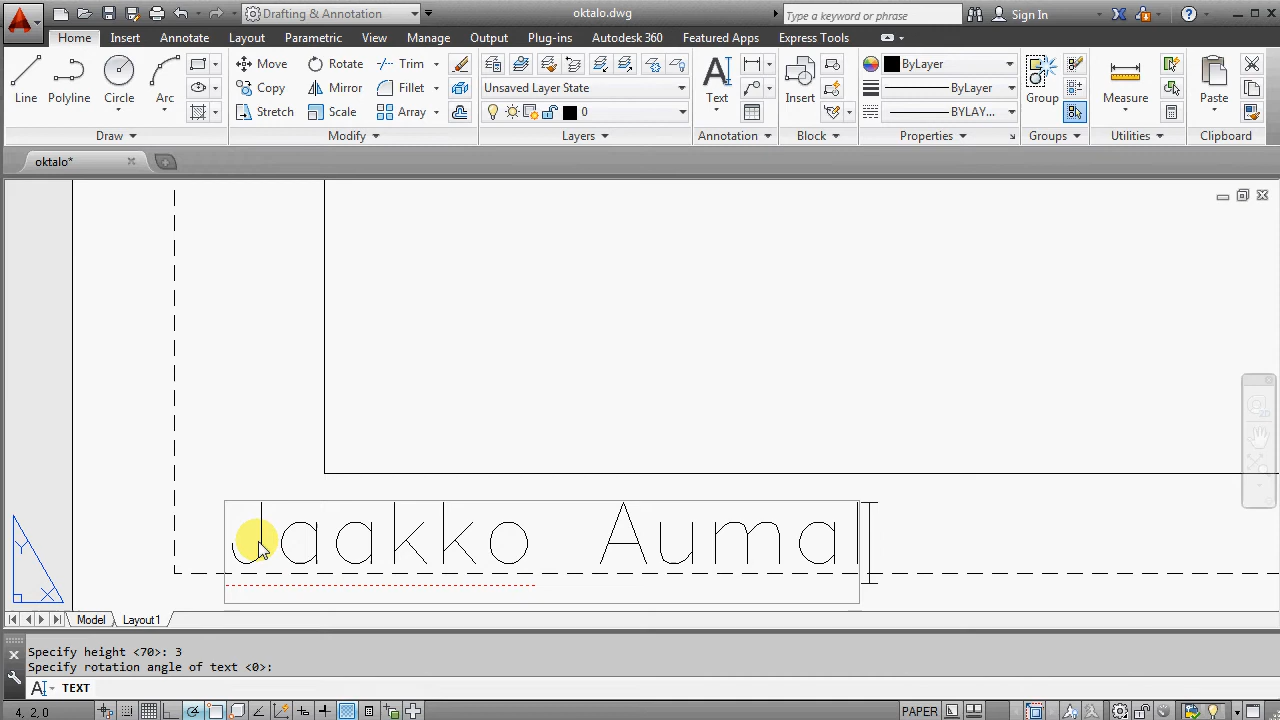 Drafting & Annotation
oktalo.dwg
Type a keyword or phrase
Sign In
Home Insert Annotate Layout Parametric View Manage Output Plug-ins Autodesk 360 Featured Apps Express Tools
Line Polyline Circle Arc
Move Rotate Trim
Copy Mirror Fillet
Stretch Scale Array
Unsaved Layer State
0
Text
Insert
ByLayer
ByLayer
BYLAY...
Group
Measure
Paste
Draw Modify Layers Annotation Block Properties Groups Utilities Clipboard
oktalo*
2D
Jaakko Aumal
Y
X
Model Layout1
Specify height <70>: 3
Specify rotation angle of text <0>:
A TEXT
4, 2,0
PAPER